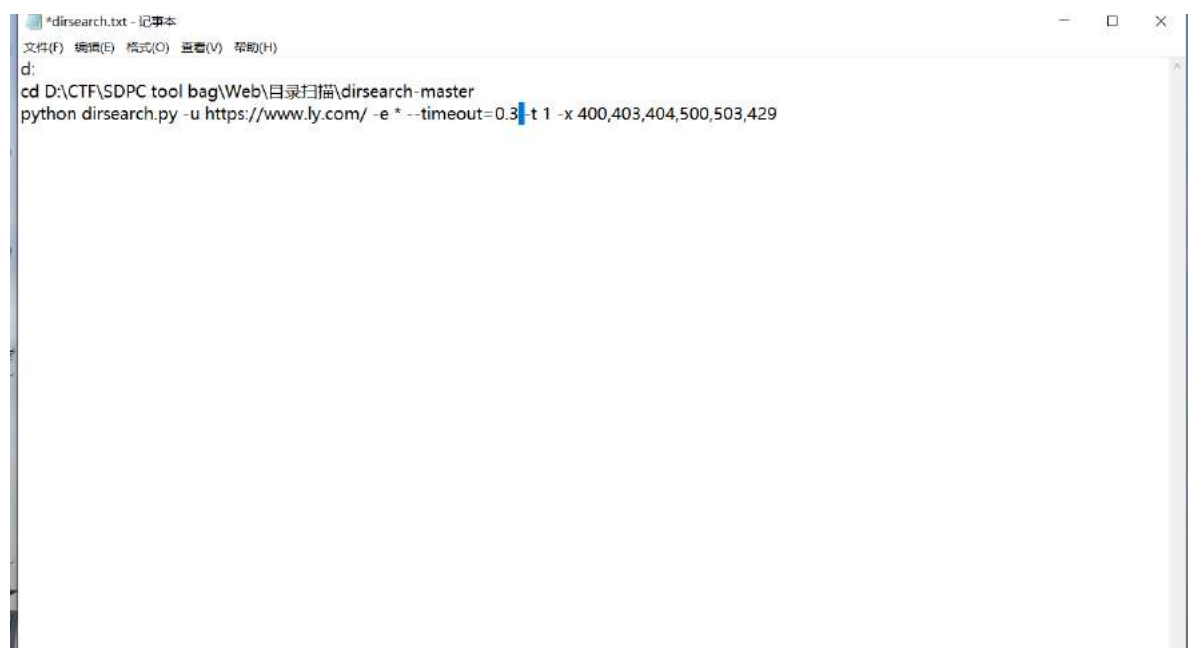 *dirsearch.txt - 记事本
文件(F) 编辑(E) 格式(O) 查看(V) 帮助(H)
d:
cd D:\CTF\SDPC tool bag\Web\目录扫描\dirsearch-master
python dirsearch.py -u https://www.ly.com/ -e * --timeout=0.3 -t 1 -x 400,403,404,500,503,429